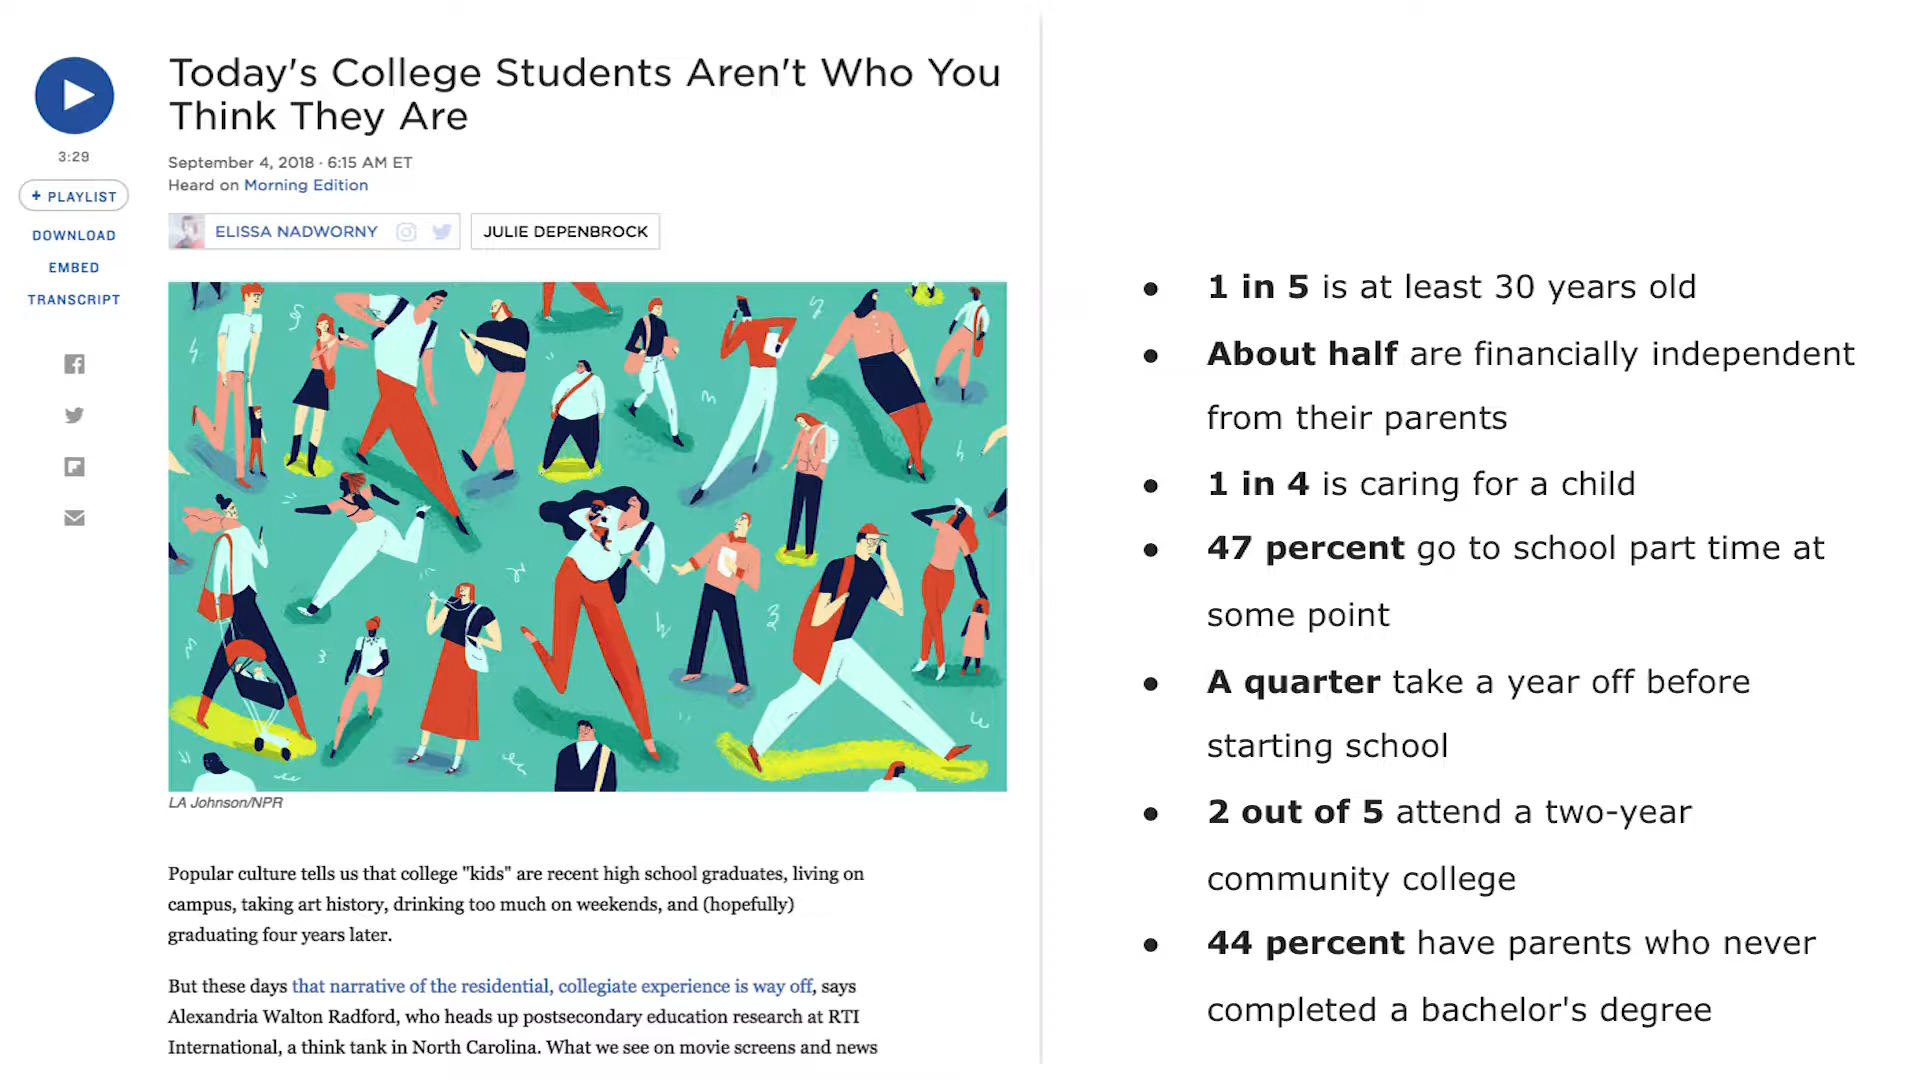 Today's College Students Aren't Who You
Think They Are
3:29
September 4, 2018 · 6:15 AM ET
Heard on Morning Edition
+ PLAYLIST
DOWNLOAD
EMBED
TRANSCRIPT
ELISSA NADWORNY
JULIE DEPENBROCK
LA Johnson/NPR
Popular culture tells us that college "kids" are recent high school graduates, living on
campus, taking art history, drinking too much on weekends, and (hopefully)
graduating four years later.
But these days that narrative of the residential, collegiate experience is way off, says
Alexandria Walton Radford, who heads up postsecondary education research at RTI
International, a think tank in North Carolina. What we see on movie screens and news
● 1 in 5 is at least 30 years old
● About half are financially independent
from their parents
● 1 in 4 is caring for a child
● 47 percent go to school part time at
some point
● A quarter take a year off before
starting school
● 2 out of 5 attend a two-year
community college
● 44 percent have parents who never
completed a bachelor's degree